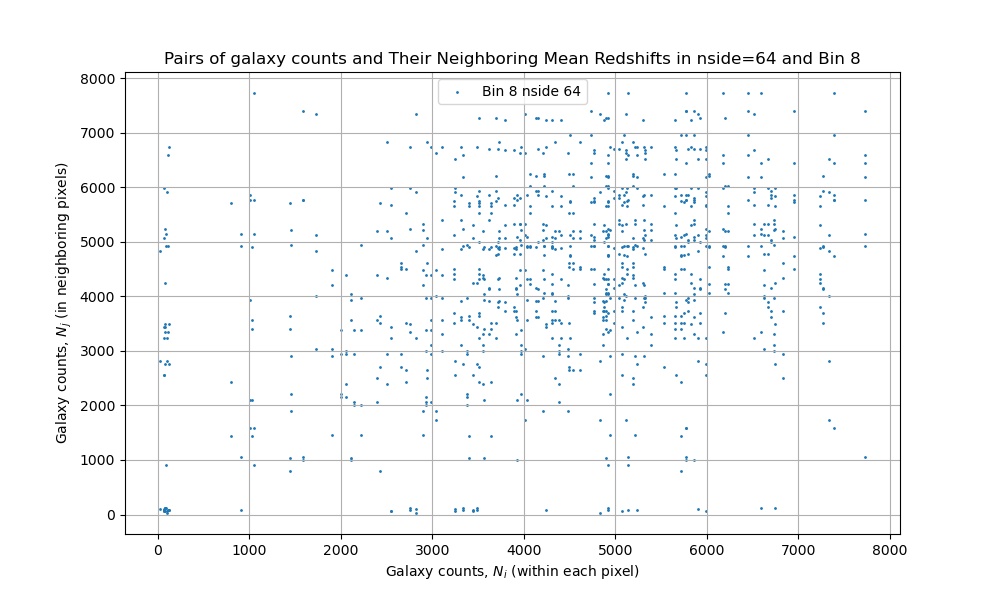 Pairs of galaxy counts and Their Neighboring Mean Redshifts in nside=64 and Bin 8
Bin 8 nside 64
Galaxy counts, N_j (in neighboring pixels)
8000
7000
6000
5000
4000
3000
2000
1000
0
0 1000 2000 3000 4000 5000 6000 7000 8000
Galaxy counts, N_i (within each pixel)